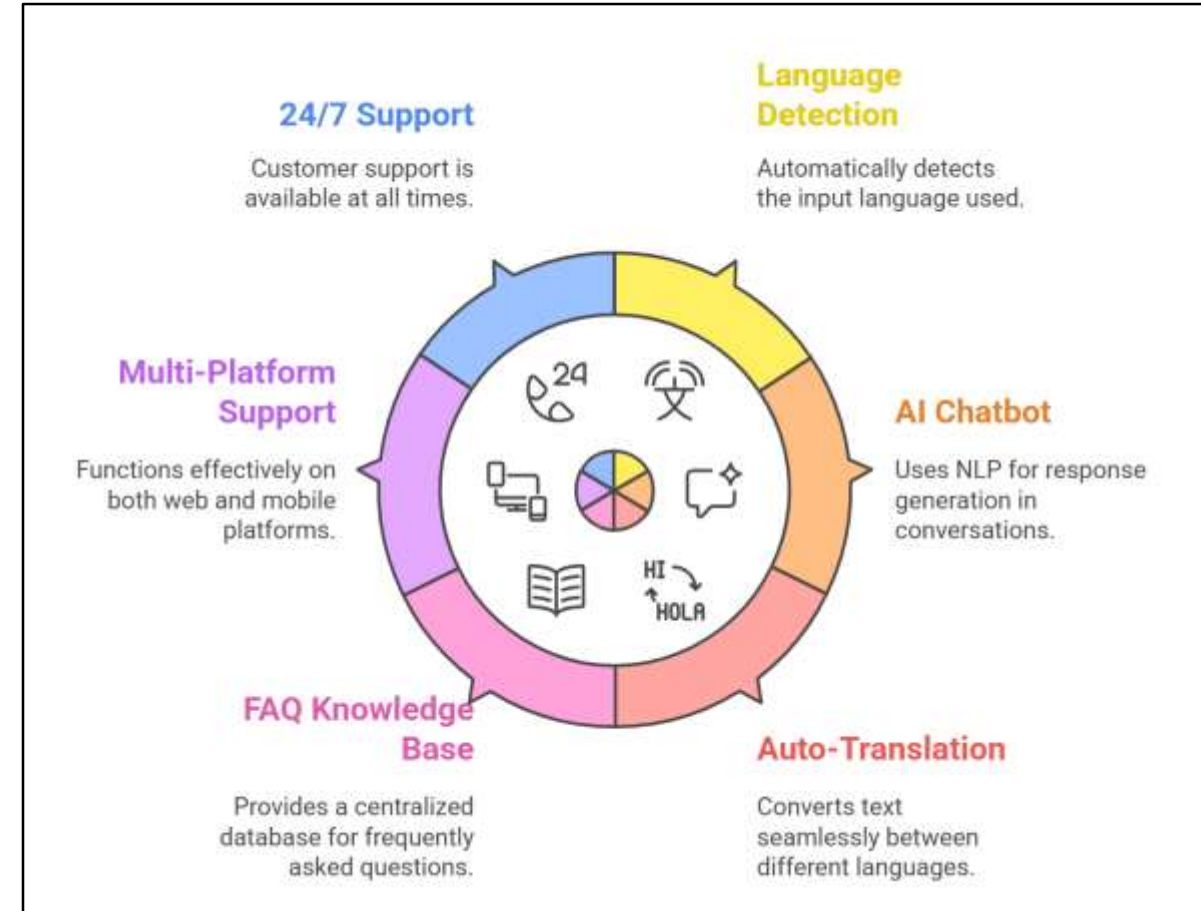 24/7 Support
Customer support is
available at all times.
Language
Detection
Automatically detects
the input language used.
Multi-Platform
Support
Functions effectively on
both web and mobile
platforms.
AI Chatbot
Uses NLP for response
generation in
conversations.
FAQ Knowledge
Base
Provides a centralized
database for frequently
asked questions.
Auto-Translation
Converts text
seamlessly between
different languages.
24
文
HI
HOLA